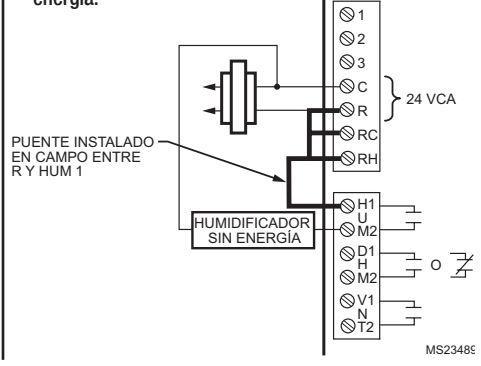 energía.
1
2
3
C
R
24 VCA
RC
RH
PUENTE INSTALADO
EN CAMPO ENTRE
R Y HUM 1
H1
U
M2
HUMIDIFICADOR
SIN ENERGÍA
D1
H
M2
O
V1
N
T2
MS23489